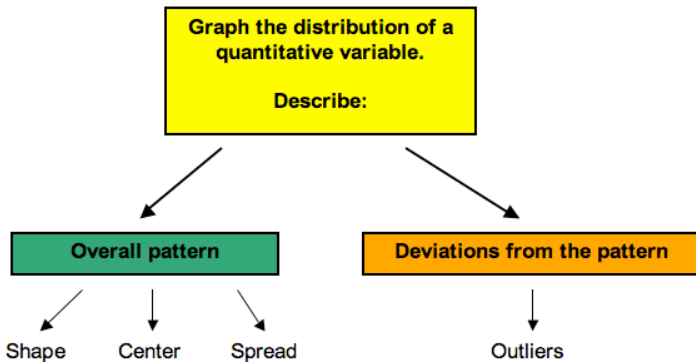 Graph the distribution of a
quantitative variable.
Describe:
Overall pattern
Deviations from the pattern
Shape
Center
Spread
Outliers